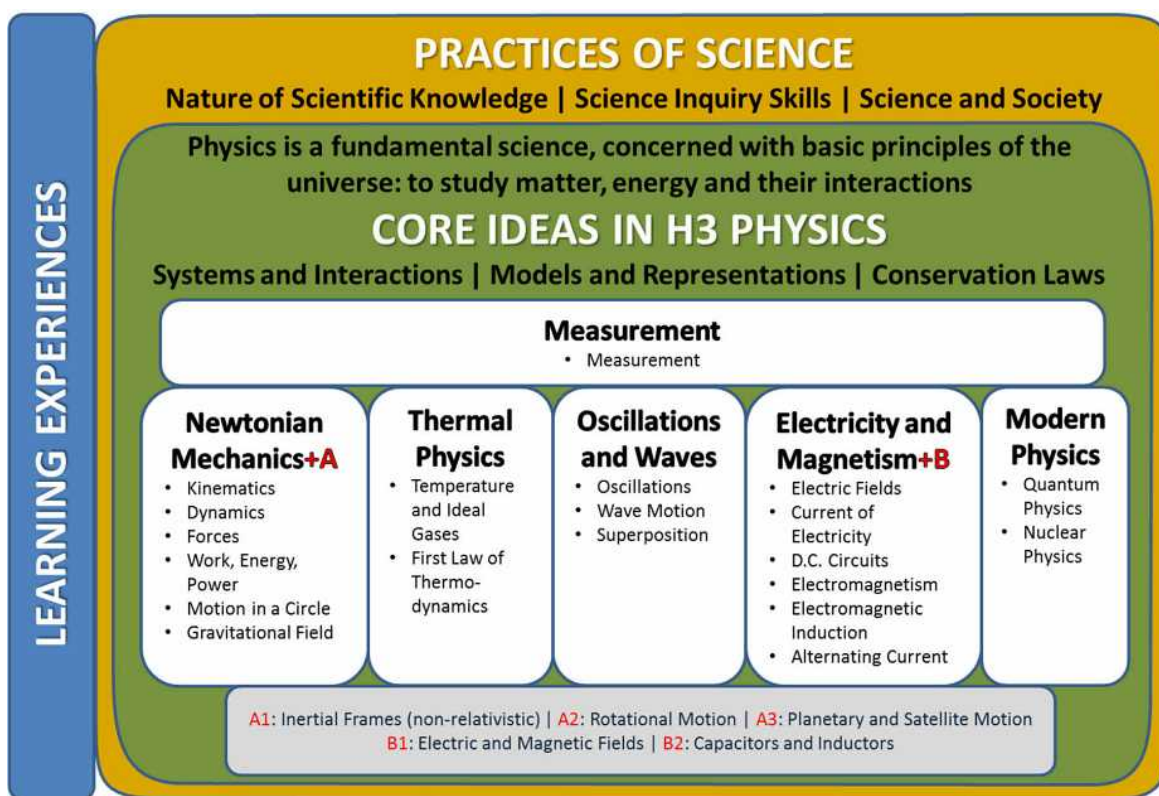 LEARNING EXPERIENCES
PRACTICES OF SCIENCE
Nature of Scientific Knowledge | Science Inquiry Skills | Science and Society
Physics is a fundamental science, concerned with basic principles of the
universe: to study matter, energy and their interactions
CORE IDEAS IN H3 PHYSICS
Systems and Interactions | Models and Representations | Conservation Laws
Measurement
• Measurement
Newtonian
Mechanics+A
• Kinematics
• Dynamics
• Forces
• Work, Energy,
Power
• Motion in a Circle
• Gravitational Field
Thermal
Physics
• Temperature
and Ideal
Gases
• First Law of
Thermo-
dynamics
Oscillations
and Waves
• Oscillations
• Wave Motion
• Superposition
Electricity and
Magnetism+B
• Electric Fields
• Current of
Electricity
• D.C. Circuits
• Electromagnetism
• Electromagnetic
Induction
• Alternating Current
Modern
Physics
• Quantum
Physics
• Nuclear
Physics
A1: Inertial Frames (non-relativistic) | A2: Rotational Motion | A3: Planetary and Satellite Motion
B1: Electric and Magnetic Fields | B2: Capacitors and Inductors